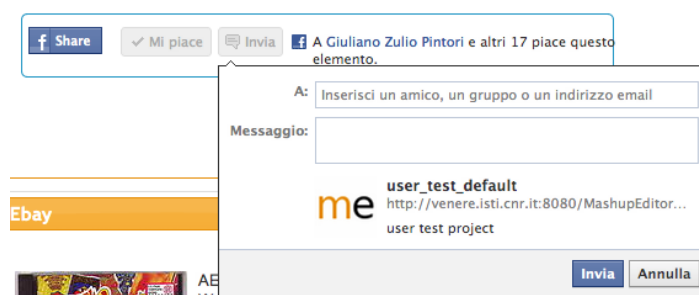 f Share
Mi piace
Invia
f A Giuliano Zulio Pintori e altri 17 piace questo
elemento.
A: Inserisci un amico, un gruppo o un indirizzo email
Messaggio:
me
user_test_default
http://venere.isti.cnr.it:8080/MashupEditor...
user test project
Ebay
Invia
Annulla
AE